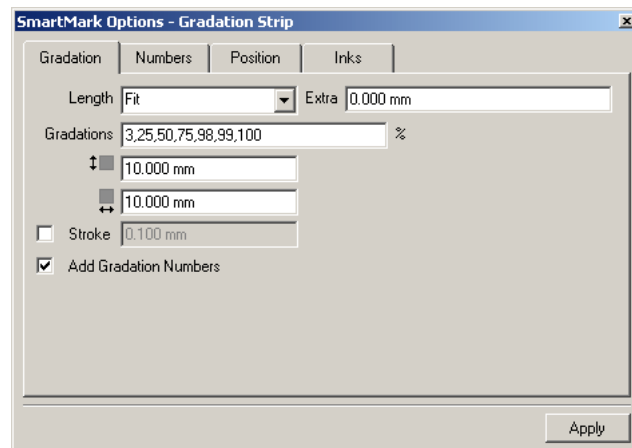 SmartMark Options - Gradation Strip
Gradation Numbers Position Inks
Length Fit Extra 0.000 mm
Gradations 3,25,50,75,98,99,100 %
10.000 mm
10.000 mm
Stroke 0.100 mm
Add Gradation Numbers
Apply